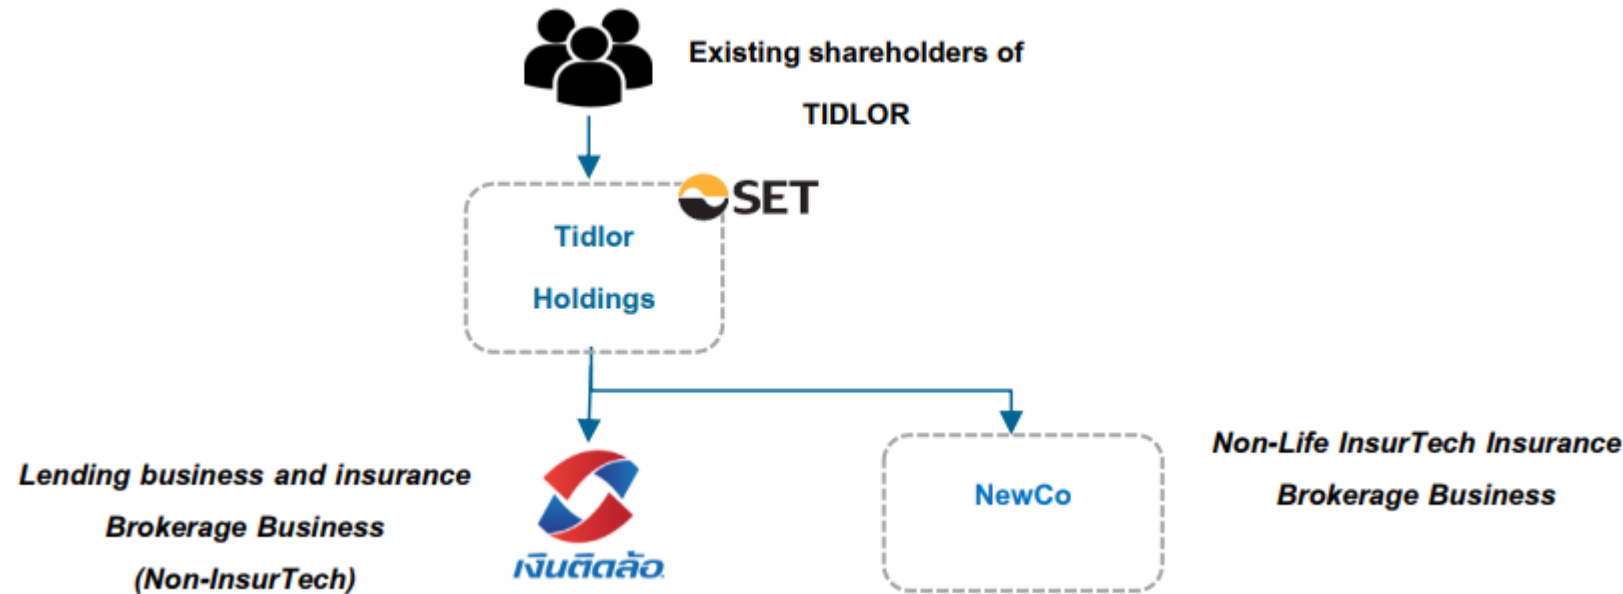 Existing shareholders of
TIDLOR
SET
Tidlor
Holdings
Lending business and insurance
Brokerage Business
(Non-InsurTech)
เงินติดล้อ
NewCo
Non-Life InsurTech Insurance
Brokerage Business